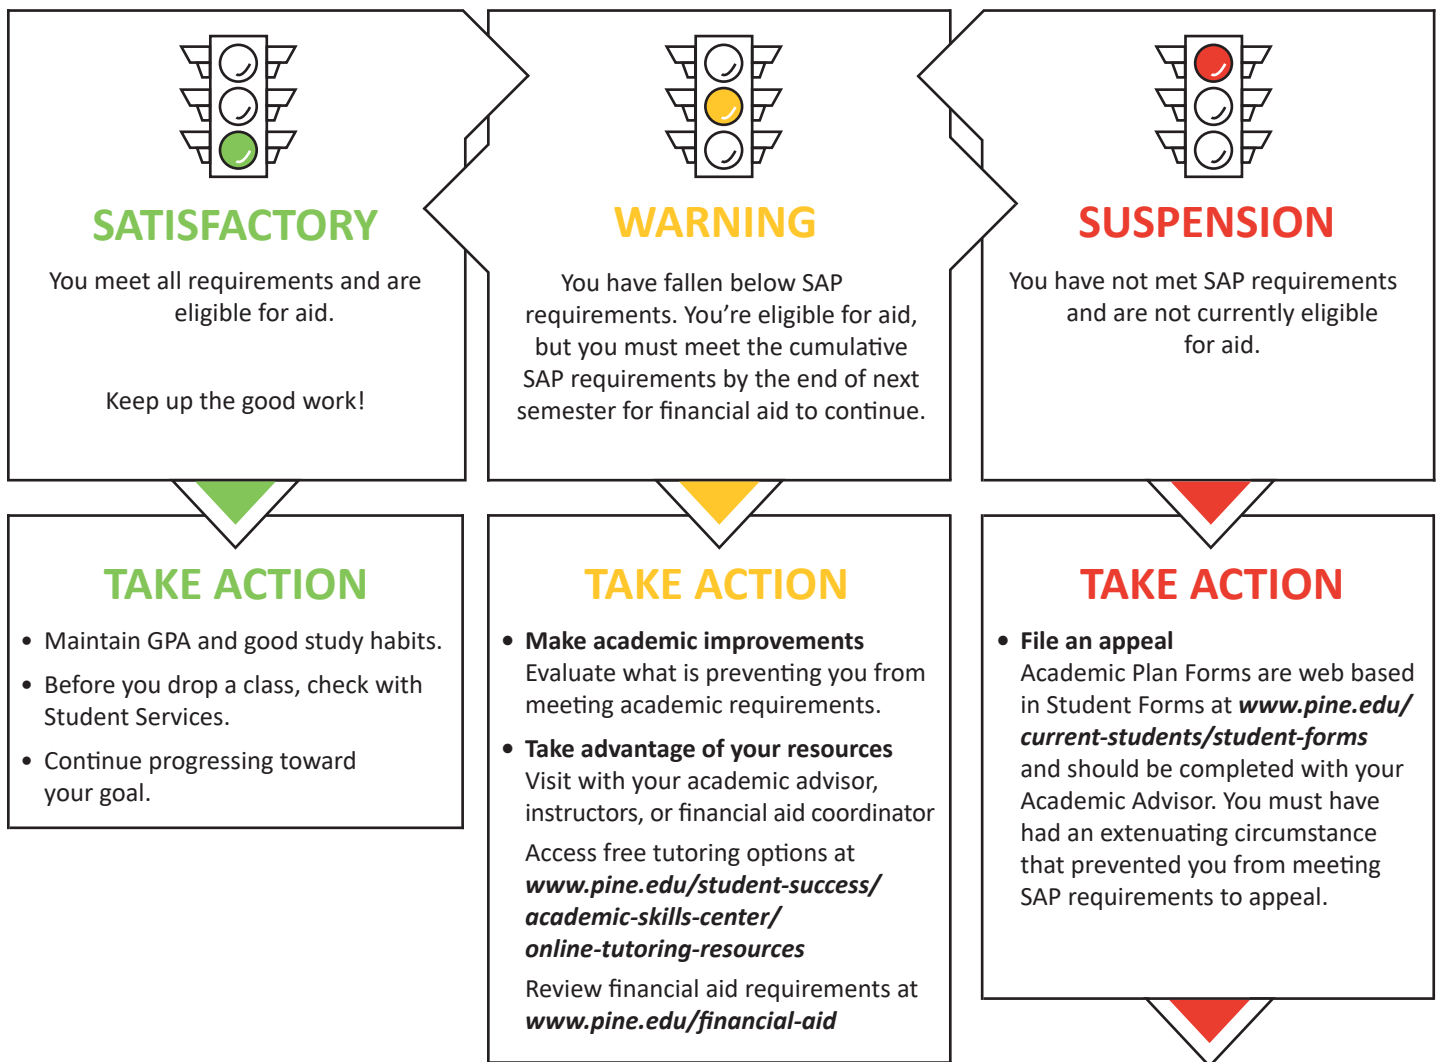 SATISFACTORY
You meet all requirements and are
eligible for aid.
Keep up the good work!
WARNING
You have fallen below SAP
requirements. You’re eligible for aid,
but you must meet the cumulative
SAP requirements by the end of next
semester for financial aid to continue.
SUSPENSION
You have not met SAP requirements
and are not currently eligible
for aid.
TAKE ACTION
• Maintain GPA and good study habits.
• Before you drop a class, check with
Student Services.
• Continue progressing toward
your goal.
TAKE ACTION
• Make academic improvements
Evaluate what is preventing you from
meeting academic requirements.
• Take advantage of your resources
Visit with your academic advisor,
instructors, or financial aid coordinator
Access free tutoring options at
www.pine.edu/student-success/
academic-skills-center/
online-tutoring-resources
Review financial aid requirements at
www.pine.edu/financial-aid
TAKE ACTION
• File an appeal
Academic Plan Forms are web based
in Student Forms at www.pine.edu/
current-students/student-forms
and should be completed with your
Academic Advisor. You must have
had an extenuating circumstance
that prevented you from meeting
SAP requirements to appeal.